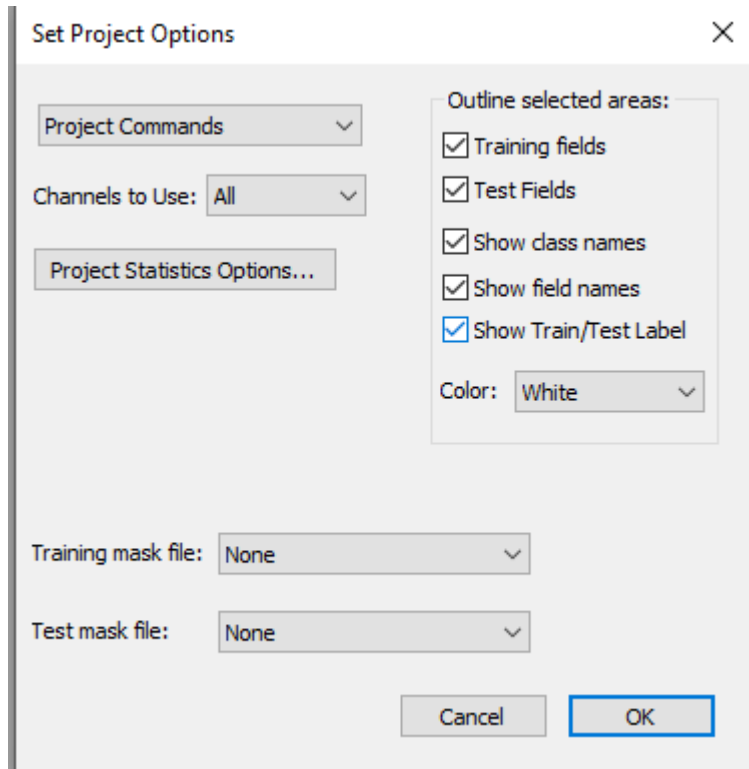 Set Project Options
Project Commands
Channels to Use: All
Project Statistics Options...
Outline selected areas:
Training fields
Test Fields
Show class names
Show field names
Show Train/Test Label
Color: White
Training mask file: None
Test mask file: None
Cancel OK